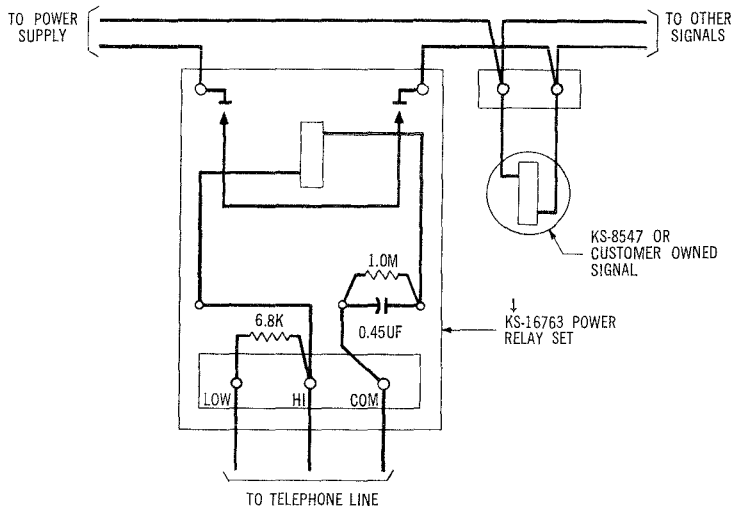 TO POWER
SUPPLY
TO OTHER
SIGNALS
KS-8547 OR
CUSTOMER OWNED
SIGNAL
1.0M
0.45UF
KS-16763 POWER
RELAY SET
6.8K
LOW
HI
COM
TO TELEPHONE LINE